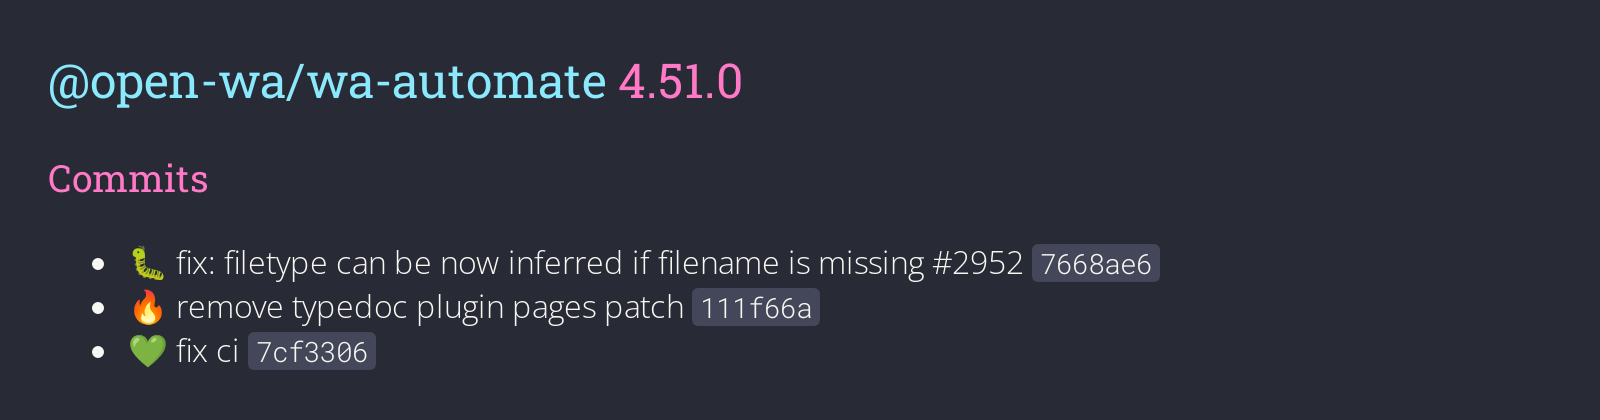 @open-wa/wa-automate 4.51.0
Commits
🐛 fix: filetype can be now inferred if filename is missing #2952 7668ae6
🔥 remove typedoc plugin pages patch 111f66a
💚 fix ci 7cf3306